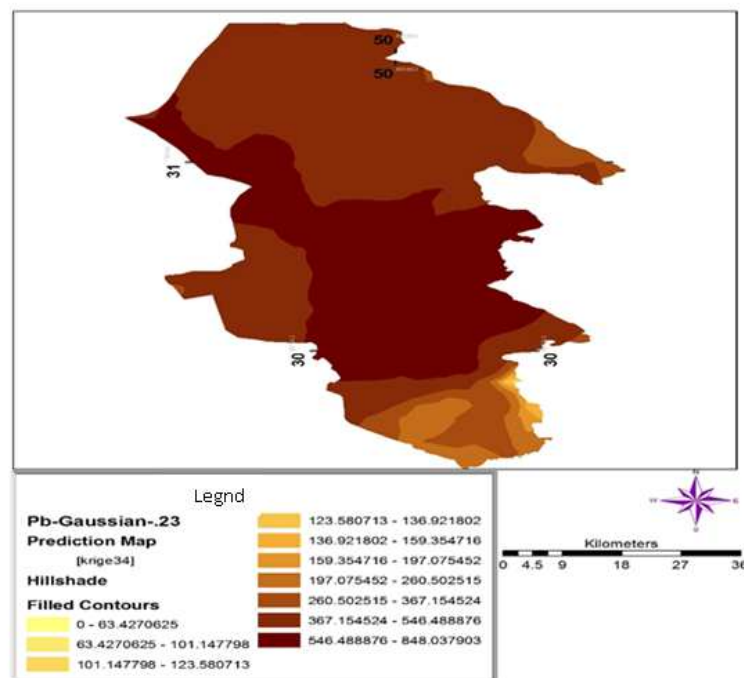 50
50
31
30
30
Legnd
Pb-Gaussian-.23
Prediction Map
[krige34]
Hillshade
Filled Contours
0 - 63.4270625
63.4270625 - 101.147798
101.147798 - 123.580713
123.580713 - 136.921802
136.921802 - 159.354716
159.354716 - 197.075452
197.075452 - 260.502515
260.502515 - 367.154524
367.154524 - 546.488876
546.488876 - 848.037903
N
W E
S
Kilometers
0 4.5 9 18 27 36